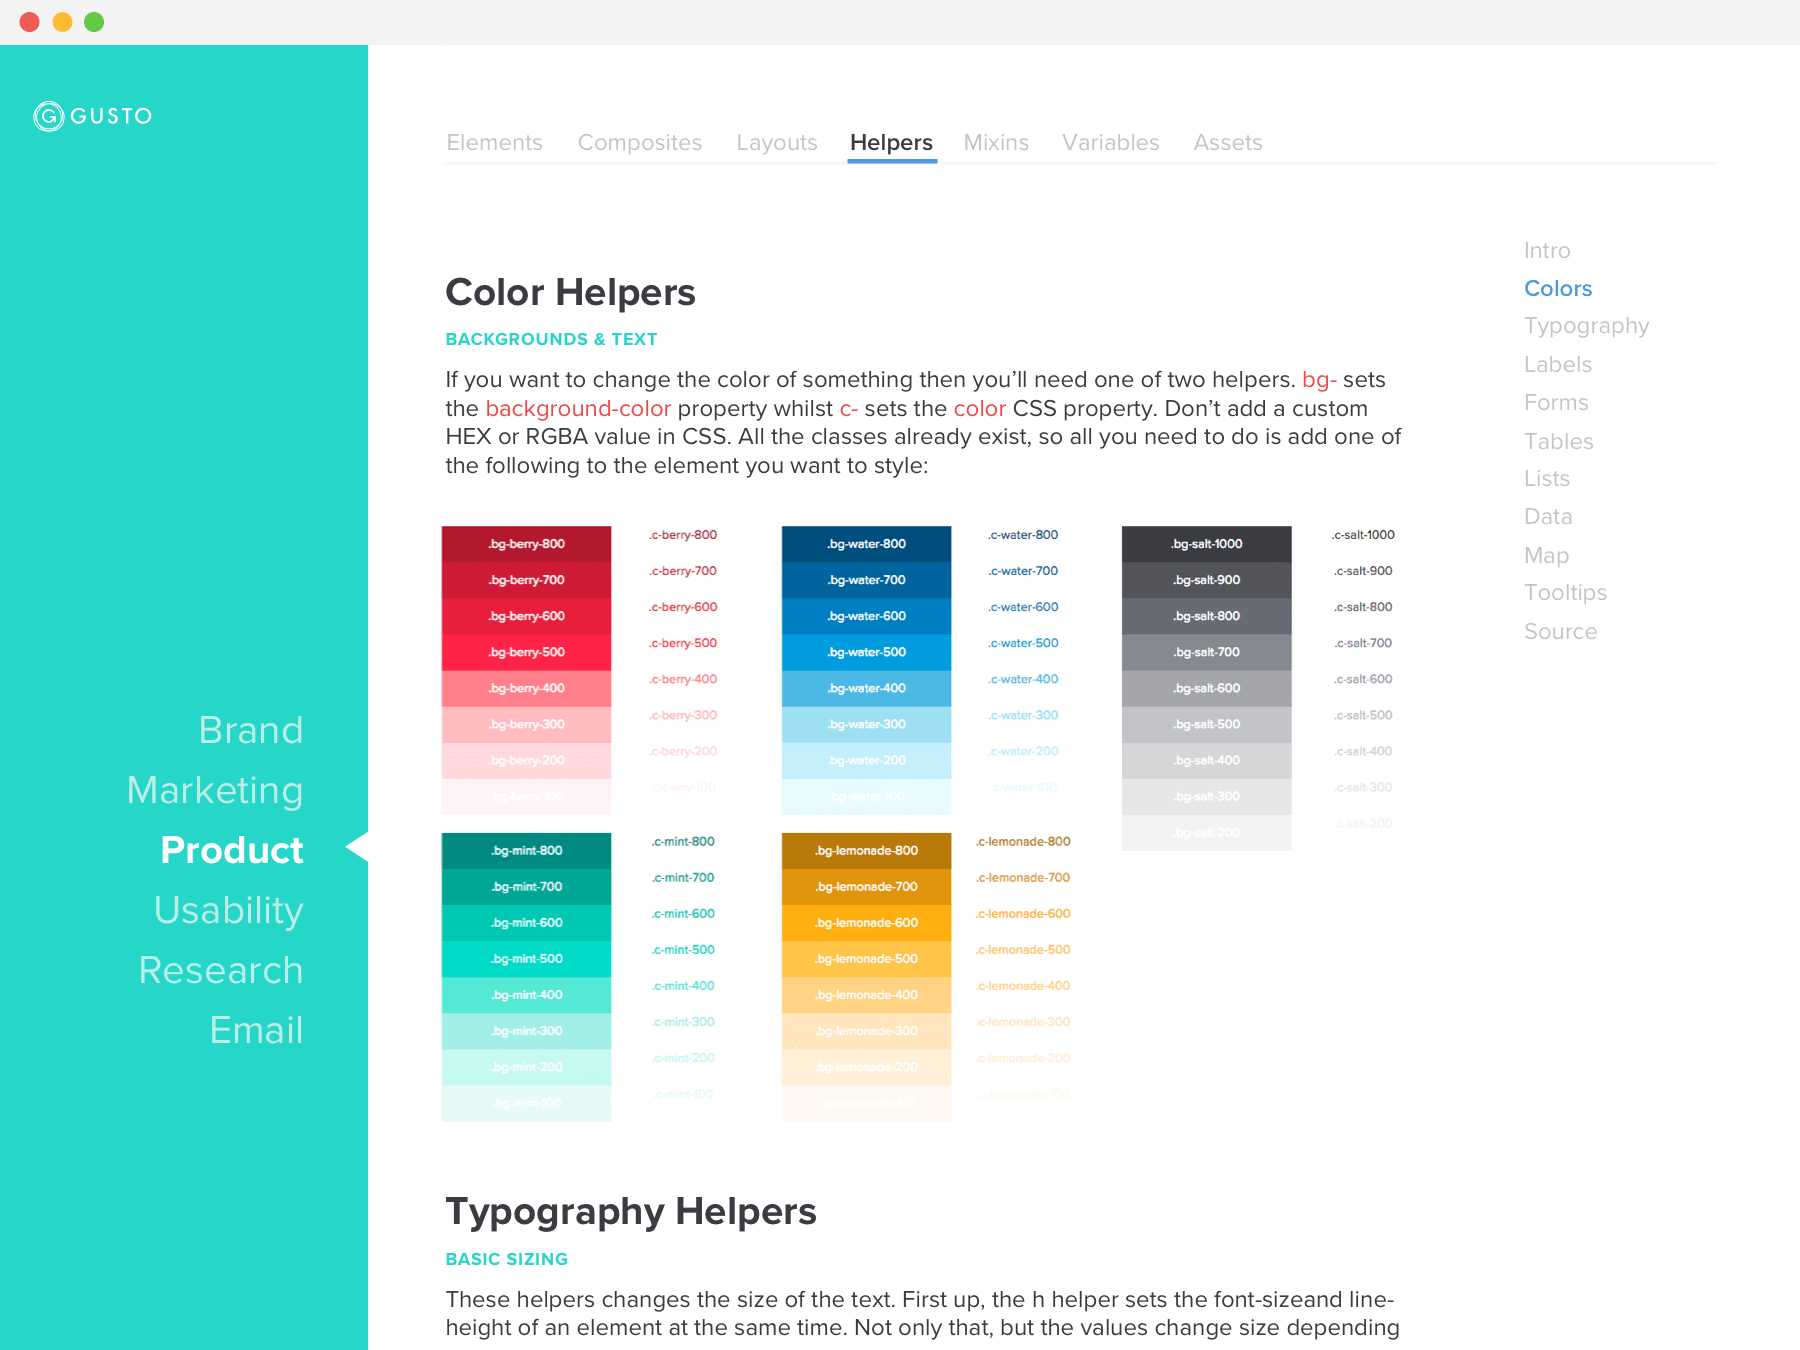 GUSTO
Elements Composites Layouts Helpers Mixins Variables Assets
Brand
Marketing
Product
Usability
Research
Email
Color Helpers
BACKGROUNDS & TEXT
If you want to change the color of something then you’ll need one of two helpers. bg- sets
the background-color property whilst c- sets the color CSS property. Don’t add a custom
HEX or RGBA value in CSS. All the classes already exist, so all you need to do is add one of
the following to the element you want to style:
.bg-berry-800 .c-berry-800
.bg-berry-700 .c-berry-700
.bg-berry-600 .c-berry-600
.bg-berry-500 .c-berry-500
.bg-berry-400 .c-berry-400
.bg-berry-300 .c-berry-300
.bg-berry-200 .c-berry-200
.bg-berry-100 .c-berry-100
.bg-water-800 .c-water-800
.bg-water-700 .c-water-700
.bg-water-600 .c-water-600
.bg-water-500 .c-water-500
.bg-water-400 .c-water-400
.bg-water-300 .c-water-300
.bg-water-200 .c-water-200
.bg-water-100 .c-water-100
.bg-salt-1000 .c-salt-1000
.bg-salt-900 .c-salt-900
.bg-salt-800 .c-salt-800
.bg-salt-700 .c-salt-700
.bg-salt-600 .c-salt-600
.bg-salt-500 .c-salt-500
.bg-salt-400 .c-salt-400
.bg-salt-300 .c-salt-300
.bg-salt-200 .c-salt-200
.bg-mint-800 .c-mint-800
.bg-mint-700 .c-mint-700
.bg-mint-600 .c-mint-600
.bg-mint-500 .c-mint-500
.bg-mint-400 .c-mint-400
.bg-mint-300 .c-mint-300
.bg-mint-200 .c-mint-200
.bg-mint-100 .c-mint-100
.bg-lemonade-800 .c-lemonade-800
.bg-lemonade-700 .c-lemonade-700
.bg-lemonade-600 .c-lemonade-600
.bg-lemonade-500 .c-lemonade-500
.bg-lemonade-400 .c-lemonade-400
.bg-lemonade-300 .c-lemonade-300
.bg-lemonade-200 .c-lemonade-200
.bg-lemonade-100 .c-lemonade-100
Typography Helpers
BASIC SIZING
These helpers changes the size of the text. First up, the h helper sets the font-sizeand line-
height of an element at the same time. Not only that, but the values change size depending
Intro
Colors
Typography
Labels
Forms
Tables
Lists
Data
Map
Tooltips
Source